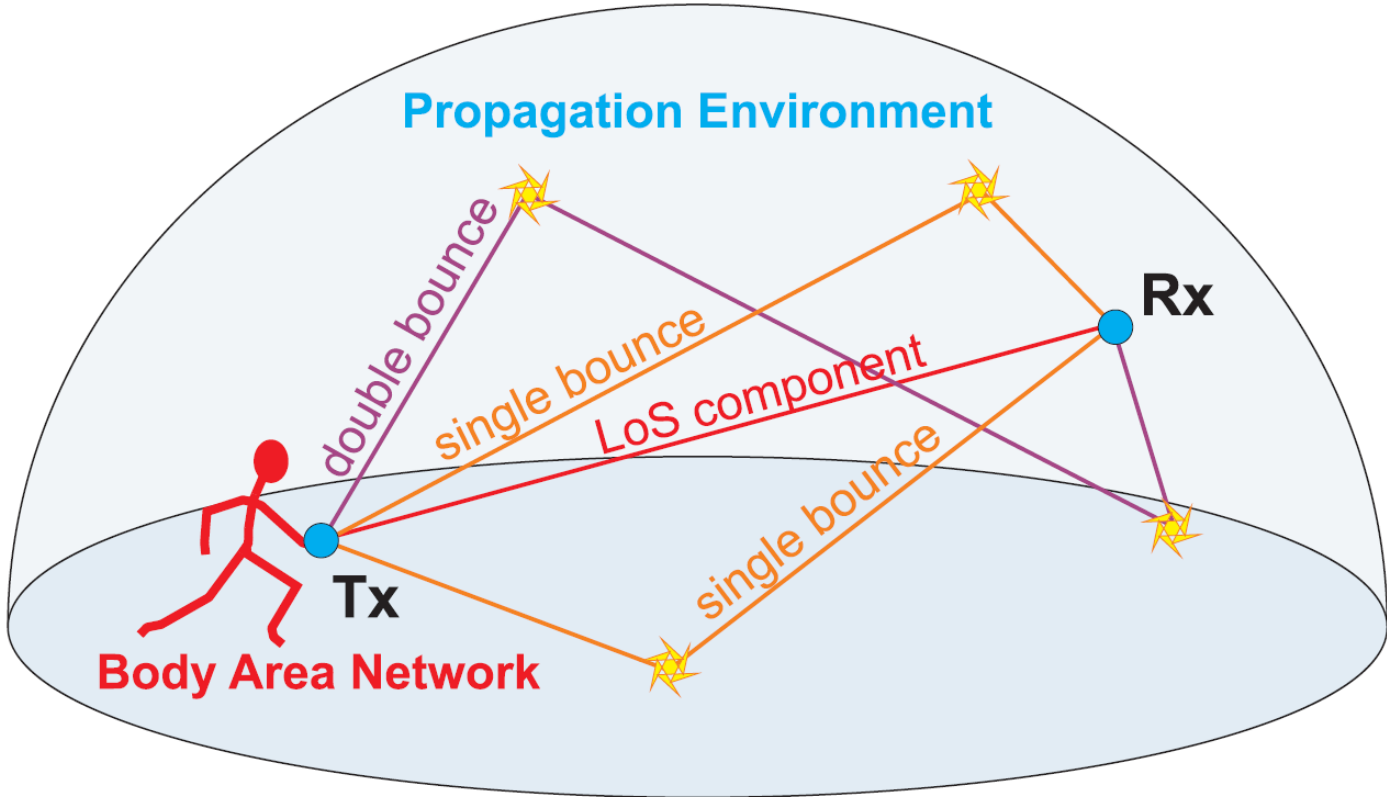 Propagation Environment
double bounce
single bounce
LoS component
single bounce
Rx
Tx
Body Area Network